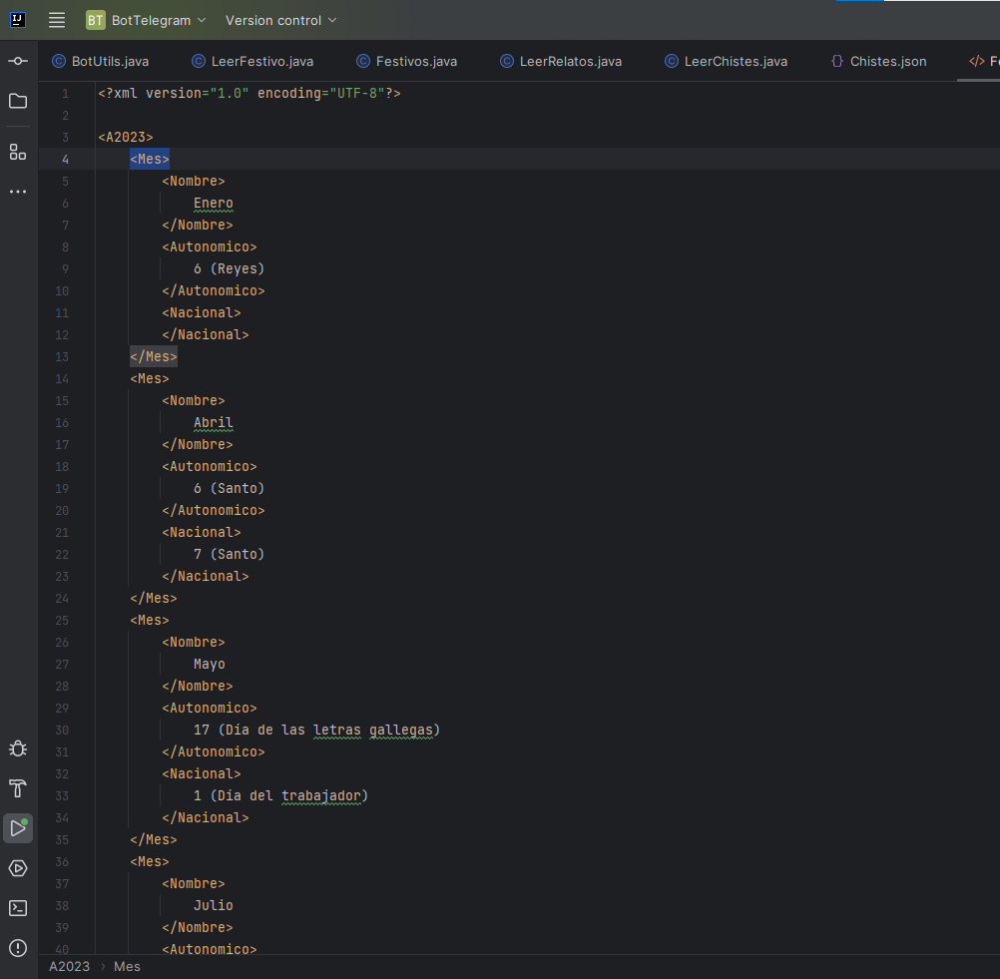 BT BotTelegram Version control
BotUtils.java LeerFestivo.java Festivos.java LeerRelatos.java LeerChistes.java Chistes.json
1 <?xml version="1.0" encoding="UTF-8"?>
2
3 <A2023>
4 <Mes>
5 <Nombre>
6 Enero
7 </Nombre>
8 <Autonomico>
9 6 (Reyes)
10 </Autonomico>
11 <Nacional>
12 </Nacional>
13 </Mes>
14 <Mes>
15 <Nombre>
16 Abril
17 </Nombre>
18 <Autonomico>
19 6 (Santo)
20 </Autonomico>
21 <Nacional>
22 7 (Santo)
23 </Nacional>
24 </Mes>
25 <Mes>
26 <Nombre>
27 Mayo
28 </Nombre>
29 <Autonomico>
30 17 (Día de las letras gallegas)
31 </Autonomico>
32 <Nacional>
33 1 (Día del trabajador)
34 </Nacional>
35 </Mes>
36 <Mes>
37 <Nombre>
38 Julio
39 </Nombre>
40 <Autonomico>
A2023 › Mes